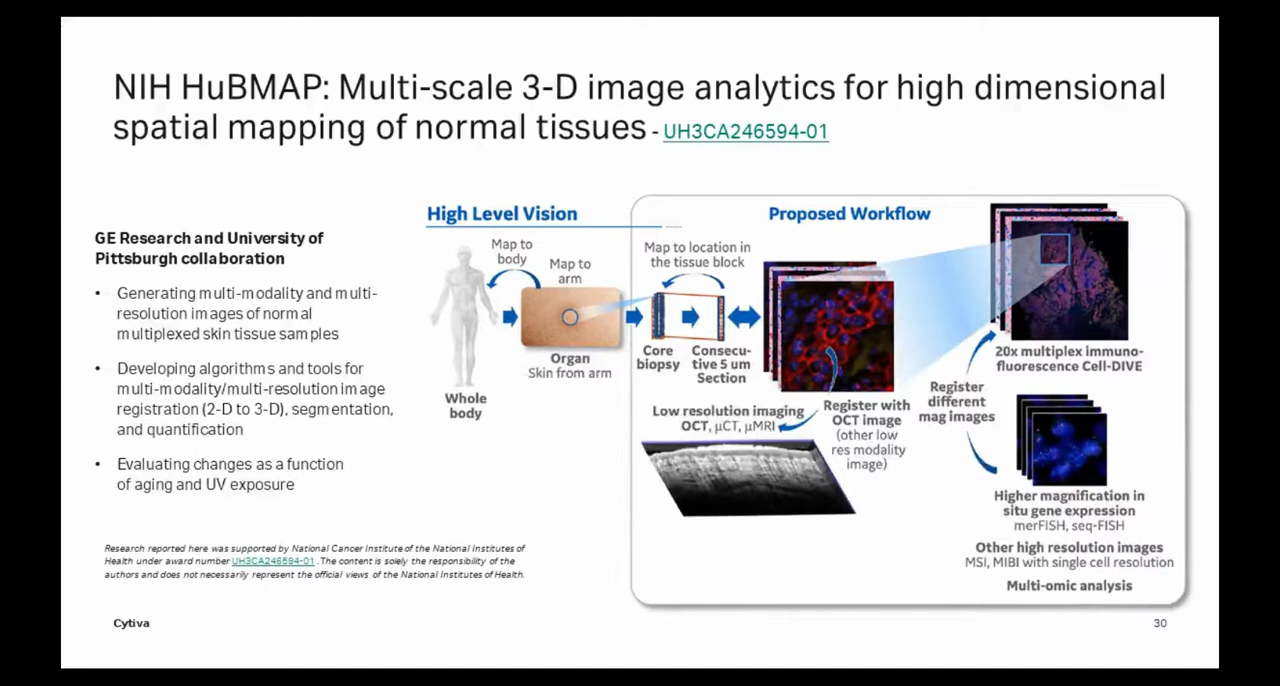 NIH HuBMAP: Multi-scale 3-D image analytics for high dimensional
spatial mapping of normal tissues - UH3CA246594-01
GE Research and University of
Pittsburgh collaboration
• Generating multi-modality and multi-
resolution images of normal
multiplexed skin tissue samples
• Developing algorithms and tools for
multi-modality/multi-resolution image
registration (2-D to 3-D), segmentation,
and quantification
• Evaluating changes as a function
of aging and UV exposure
High Level Vision
Map to
body
Map to
arm
Whole
body
Organ
Skin from arm
Proposed Workflow
Map to location in
the tissue block
Core
biopsy
Consecu-
tive 5 um
Section
Low resolution imaging
OCT, µCT, µMRI
Register with
OCT image
(other low
res modality
image)
Register
different
mag images
20x multiplex immuno-
fluorescence Cell-DIVE
Higher magnification in
situ gene expression
merFISH, seq-FISH
Other high resolution images
MSI, MIBI with single cell resolution
Multi-omic analysis
Research reported here was supported by National Cancer Institute of the National Institutes of
Health under award number UH3CA246594-01 . The content is solely the responsibility of the
authors and does not necessarily represent the official views of the National Institutes of Health.
Cytiva
30